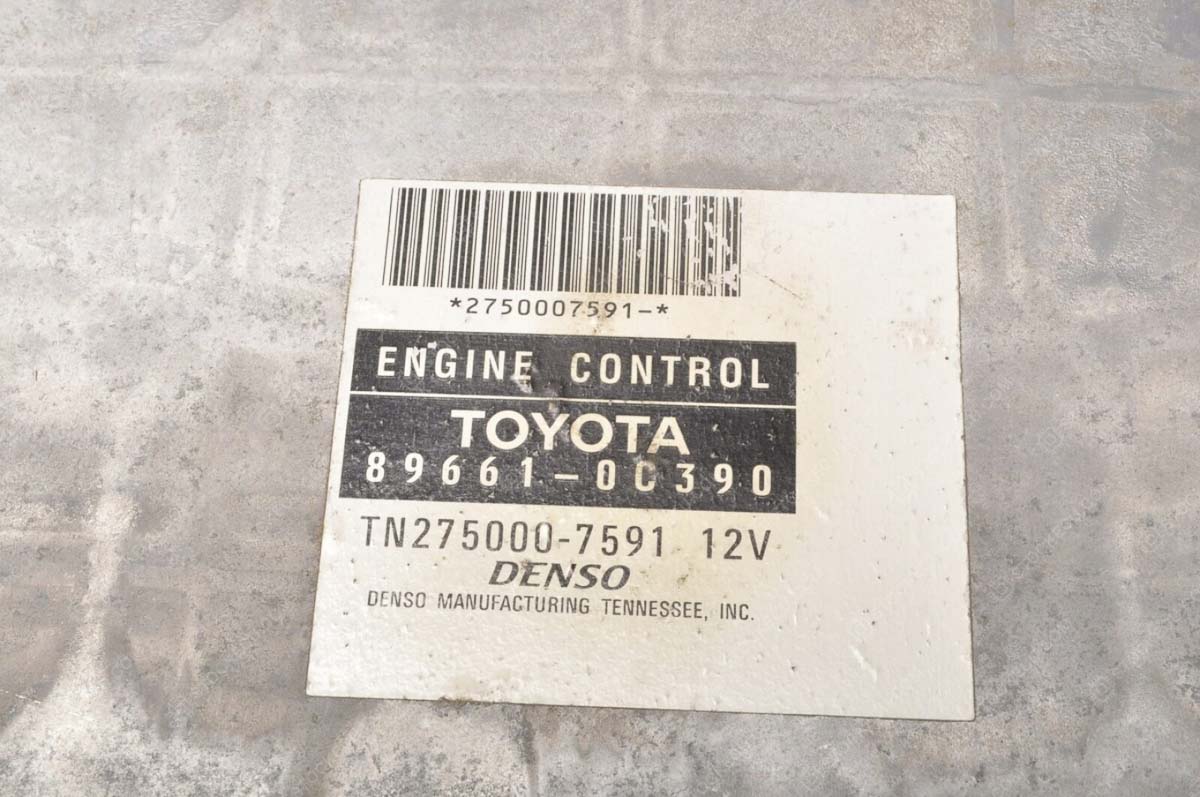 *2750007591-*
ENGINE CONTROL
TOYOTA
89661-0C390
TN275000-7591 12V
DENSO
DENSO MANUFACTURING TENNESSEE, INC.